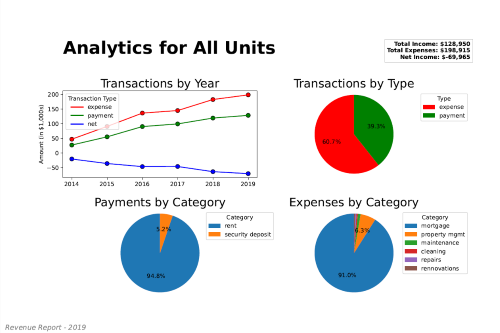 Analytics for All Units
Total Income: $128,950
Total Expenses: $198,915
Net Income: $-69,965
Transactions by Year
Transaction Type
expense
payment
net
Amount (in $1,000s)
200
150
100
50
0
−50
2014
2015
2016
2017
2018
2019
Transactions by Type
60.7%
39.3%
Type
expense
payment
Payments by Category
5.2%
94.8%
Category
rent
security deposit
Expenses by Category
6.3%
91.0%
Category
mortgage
property mgmt
maintenance
cleaning
repairs
rennovations
Revenue Report - 2019